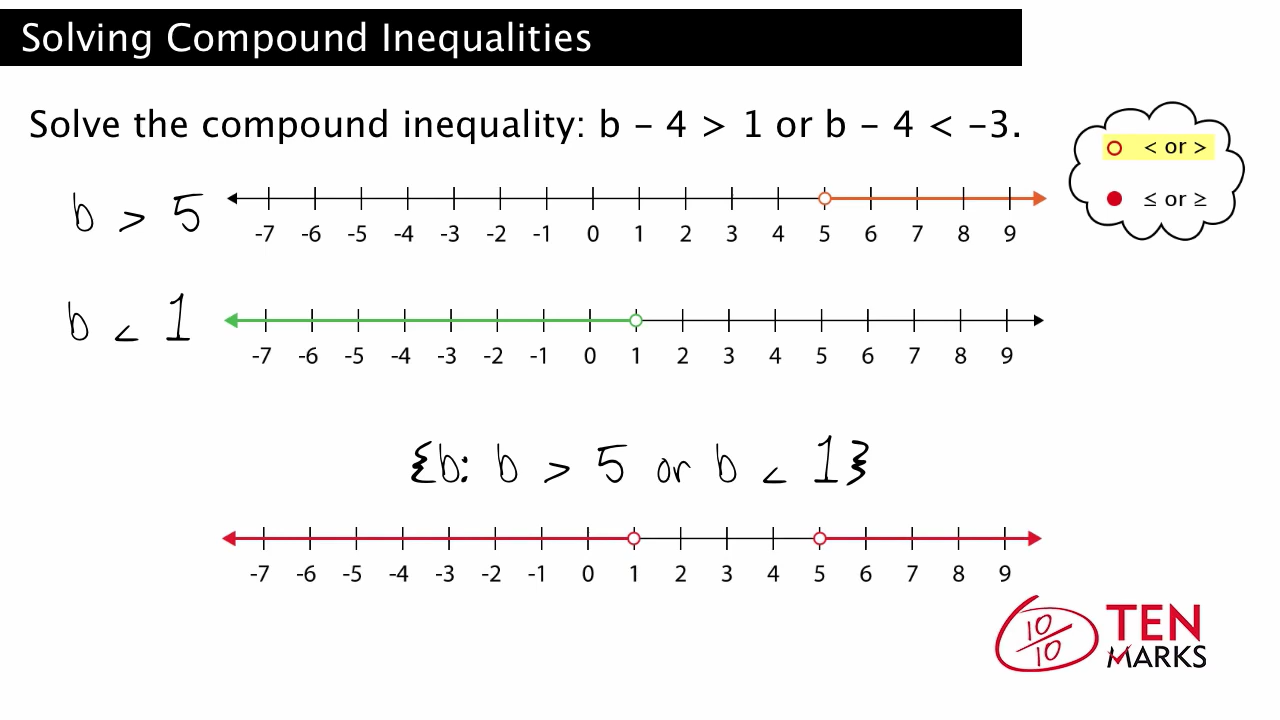 Solving Compound Inequalities
Solve the compound inequality: b – 4 > 1 or b – 4 < –3.
< or >
≤ or ≥
b > 5
-7 -6 -5 -4 -3 -2 -1 0 1 2 3 4 5 6 7 8 9
b < 1
-7 -6 -5 -4 -3 -2 -1 0 1 2 3 4 5 6 7 8 9
{b: b > 5 or b < 1}
-7 -6 -5 -4 -3 -2 -1 0 1 2 3 4 5 6 7 8 9
10/10
TEN
MARKS